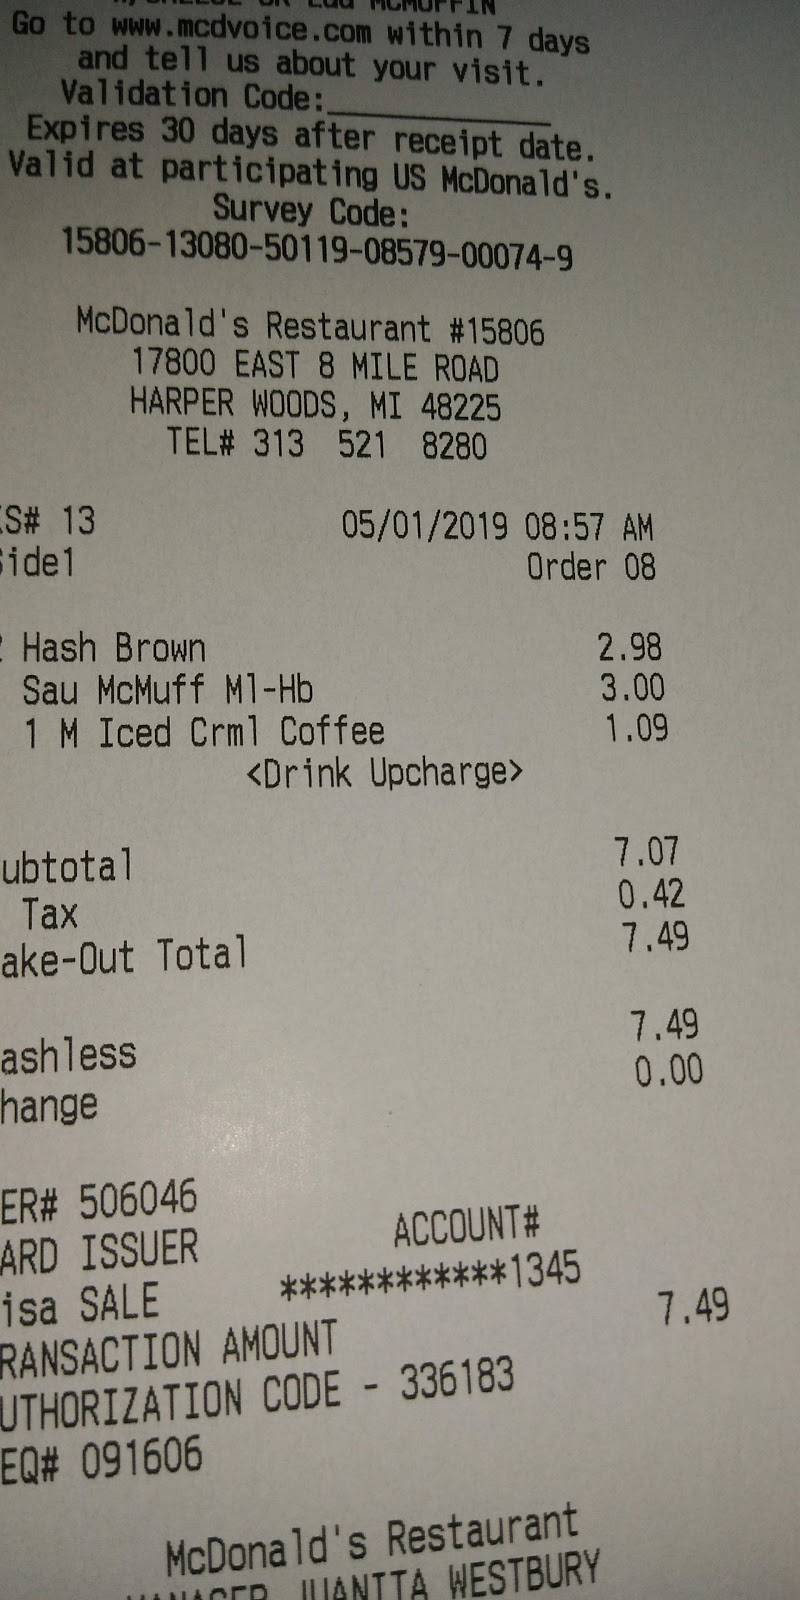 EGG MCMUFFIN
Go to www.mcdvoice.com within 7 days
and tell us about your visit.
Validation Code:____________
Expires 30 days after receipt date.
Valid at participating US McDonald's.
Survey Code:
15806-13080-50119-08579-00074-9
McDonald's Restaurant #15806
17800 EAST 8 MILE ROAD
HARPER WOODS, MI 48225
TEL# 313 521 8280
S# 13 05/01/2019 08:57 AM
ide1 Order 08
Hash Brown 2.98
Sau McMuff Ml-Hb 3.00
1 M Iced Crml Coffee 1.09
<Drink Upcharge>
ubtotal 7.07
Tax 0.42
ake-Out Total 7.49
ashless 7.49
hange 0.00
ER# 506046
ARD ISSUER ACCOUNT#
isa SALE ************1345
RANSACTION AMOUNT 7.49
UTHORIZATION CODE - 336183
EQ# 091606
McDonald's Restaurant
MANAGER JUANITA WESTBURY